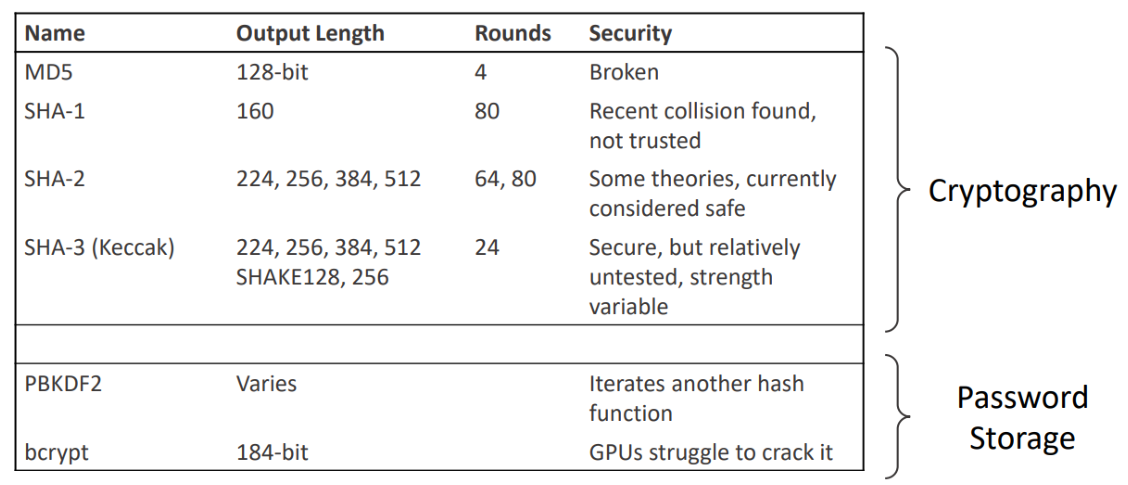 Name Output Length Rounds Security
MD5 128-bit 4 Broken
SHA-1 160 80 Recent collision found,
not trusted
SHA-2 224, 256, 384, 512 64, 80 Some theories, currently
considered safe
SHA-3 (Keccak) 224, 256, 384, 512 24 Secure, but relatively
SHAKE128, 256 untested, strength
variable
Cryptography
PBKDF2 Varies Iterates another hash
function
bcrypt 184-bit GPUs struggle to crack it
Password
Storage